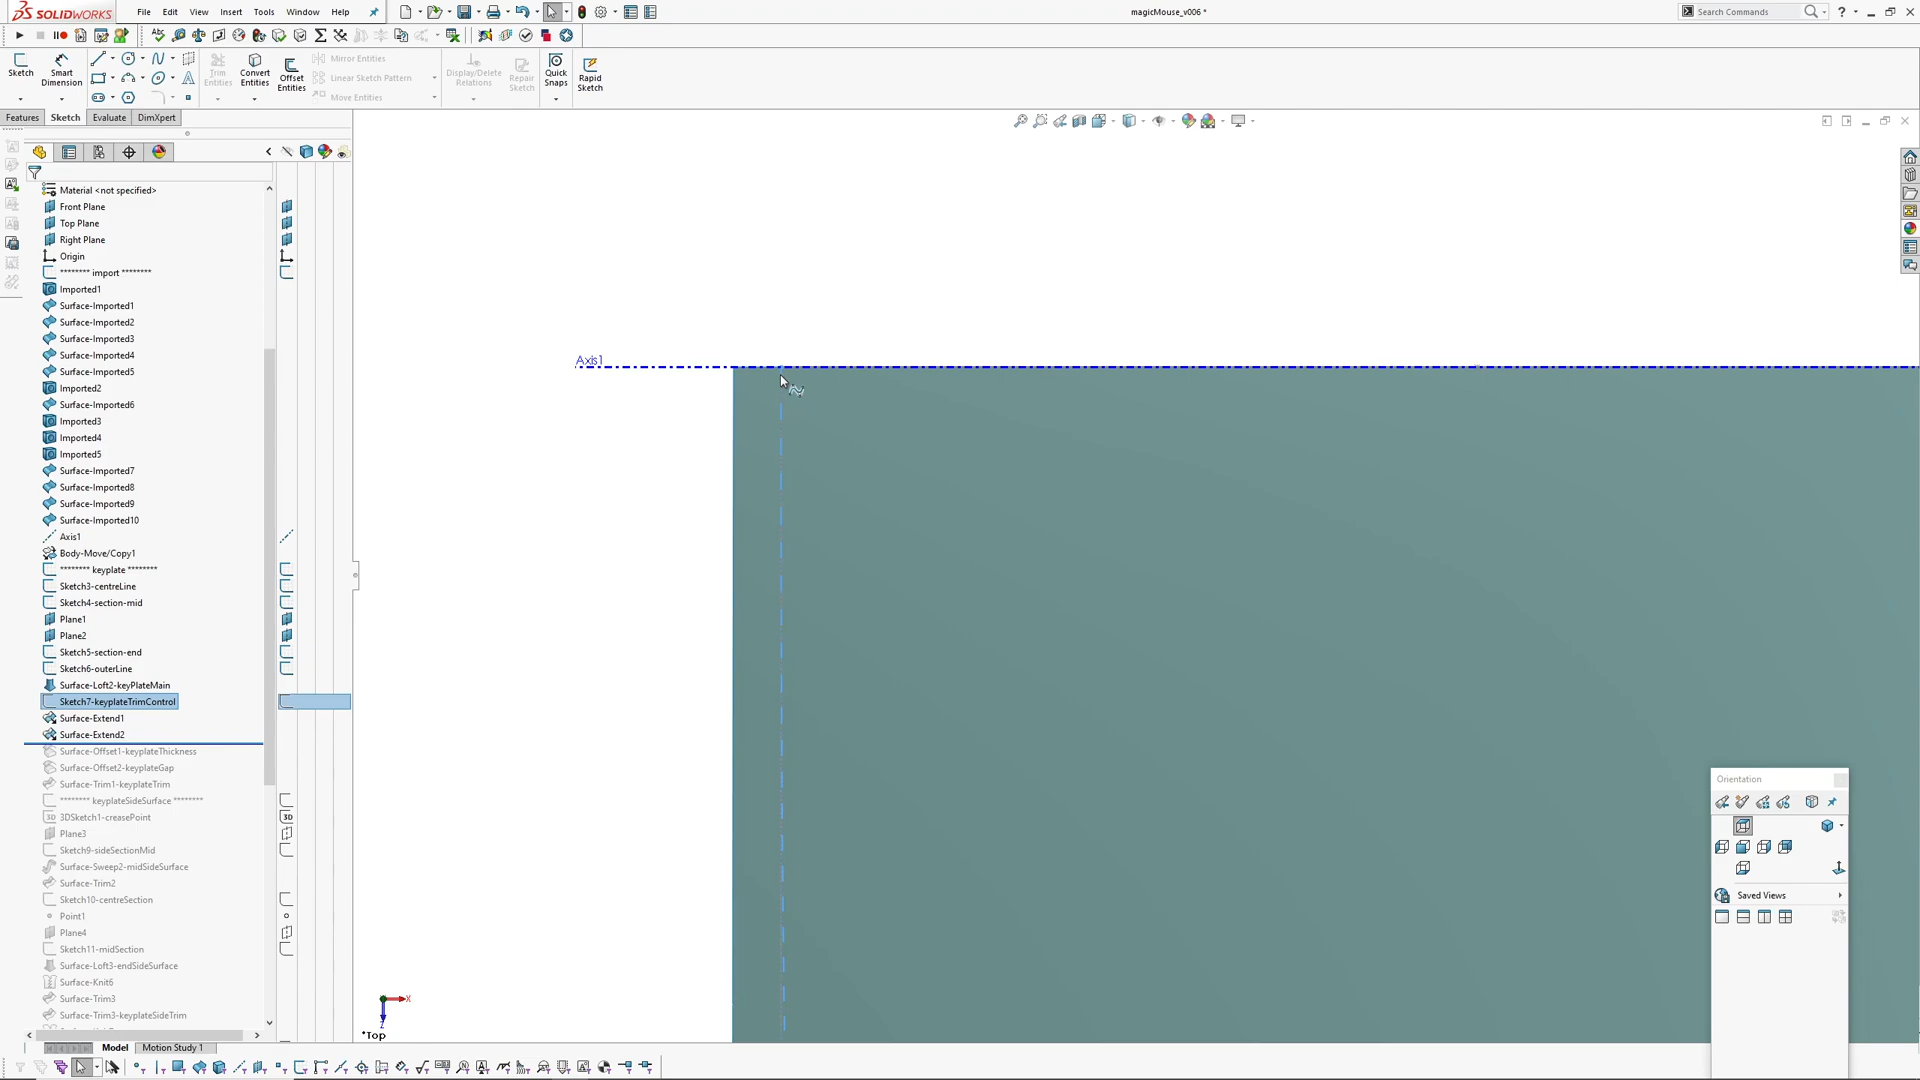 SOLIDWORKS File Edit View Insert Tools Window Help
magicMouse_v006 *
Search Commands
Sketch Smart Dimension Trim Entities Convert Entities Offset Entities Mirror Entities Linear Sketch Pattern Move Entities Display/Delete Relations Repair Sketch Quick Snaps Rapid Sketch
Features Sketch Evaluate DimXpert
Material <not specified>
Front Plane
Top Plane
Right Plane
Origin
******** import ********
Imported1
Surface-Imported1
Surface-Imported2
Surface-Imported3
Surface-Imported4
Surface-Imported5
Imported2
Surface-Imported6
Imported3
Imported4
Imported5
Surface-Imported7
Surface-Imported8
Surface-Imported9
Surface-Imported10
Axis1
Body-Move/Copy1
******** keyplate ********
Sketch3-centreLine
Sketch4-section-mid
Plane1
Plane2
Sketch5-section-end
Sketch6-outerLine
Surface-Loft2-keyPlateMain
Sketch7-keyplateTrimControl
Surface-Extend1
Surface-Extend2
Surface-Offset1-keyplateThickness
Surface-Offset2-keyplateGap
Surface-Trim1-keyplateTrim
******** keyplateSideSurface ********
3D 3DSketch1-creasePoint 3D
Plane3
Sketch9-sideSectionMid
Surface-Sweep2-midSideSurface
Surface-Trim2
Sketch10-centreSection
Point1
Plane4
Sketch11-midSection
Surface-Loft3-endSideSurface
Surface-Knit6
Surface-Trim3
Surface-Trim3-keyplateSideTrim
Axis1
X
Z
*Top
Orientation
Saved Views
Model Motion Study 1